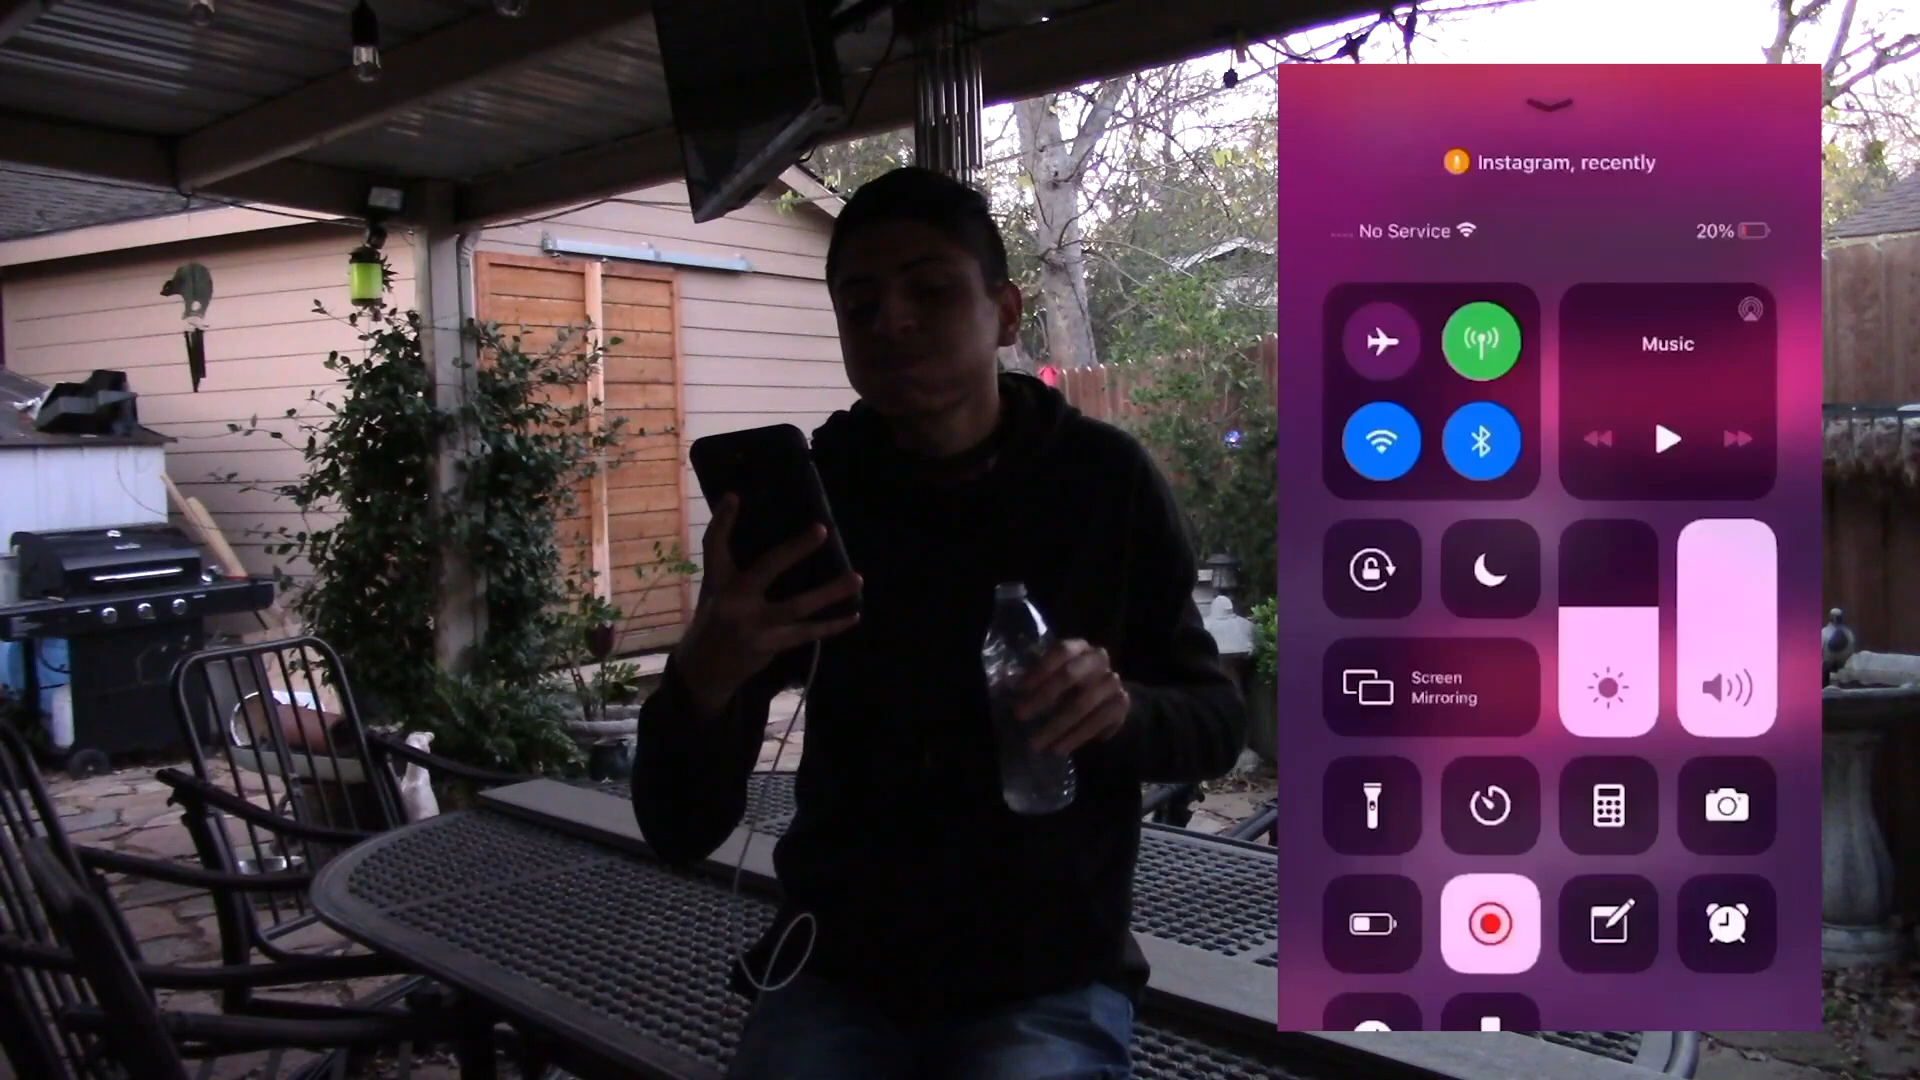 Instagram, recently
No Service
20%
Music
Screen
Mirroring